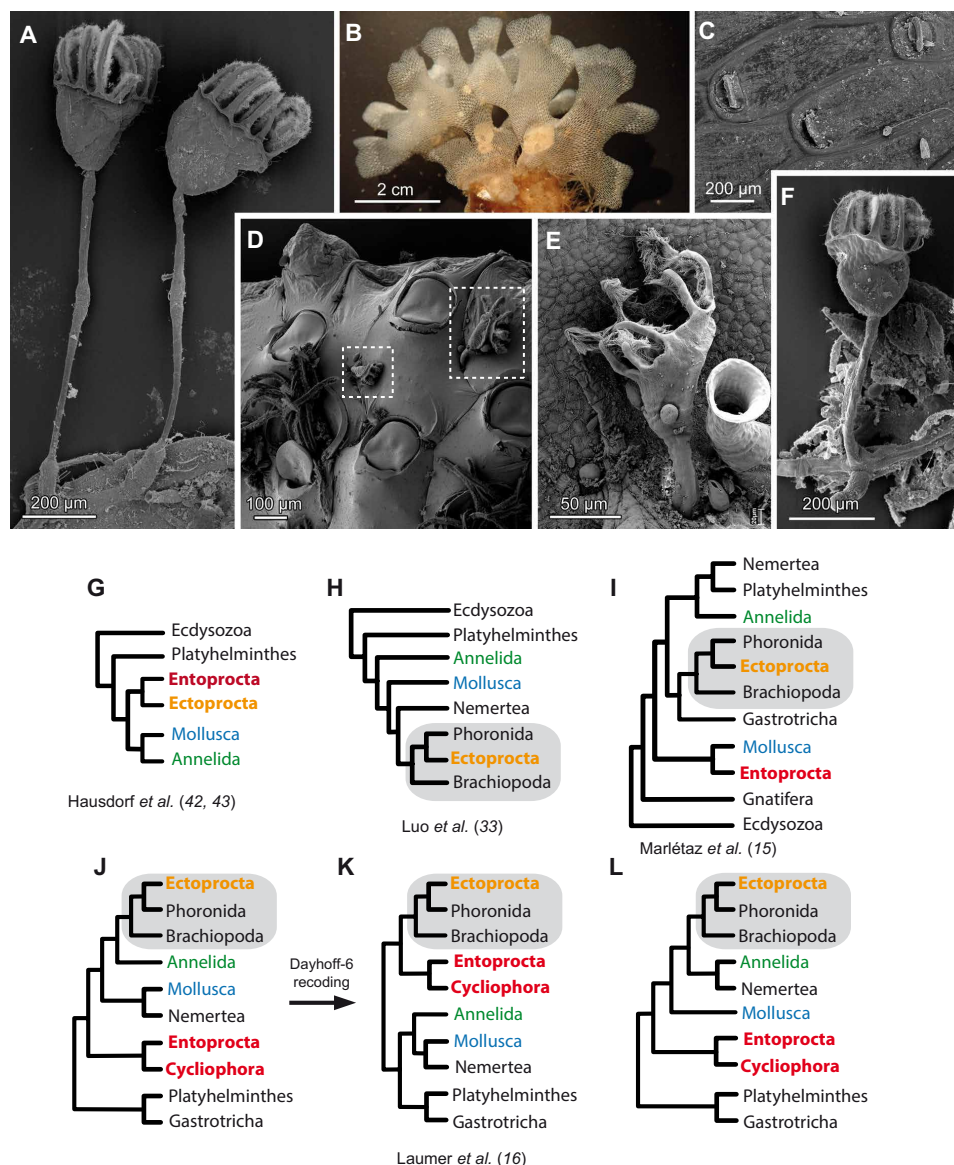 A
200 µm
B
2 cm
C
200 µm
D
100 µm
E
50 µm
20µm
F
200 µm
G
Ecdysozoa
Platyhelminthes
Entoprocta
Ectoprocta
Mollusca
Annelida
Hausdorf et al. (42, 43)
H
Ecdysozoa
Platyhelminthes
Annelida
Mollusca
Nemertea
Phoronida
Ectoprocta
Brachiopoda
Luo et al. (33)
I
Nemertea
Platyhelminthes
Annelida
Phoronida
Ectoprocta
Brachiopoda
Gastrotricha
Mollusca
Entoprocta
Gnatifera
Ecdysozoa
Marlétaz et al. (15)
J
Ectoprocta
Phoronida
Brachiopoda
Annelida
Mollusca
Nemertea
Entoprocta
Cycliophora
Platyhelminthes
Gastrotricha
Dayhoff-6
recoding
K
Ectoprocta
Phoronida
Brachiopoda
Entoprocta
Cycliophora
Annelida
Mollusca
Nemertea
Platyhelminthes
Gastrotricha
Laumer et al. (16)
L
Ectoprocta
Phoronida
Brachiopoda
Annelida
Nemertea
Mollusca
Entoprocta
Cycliophora
Platyhelminthes
Gastrotricha